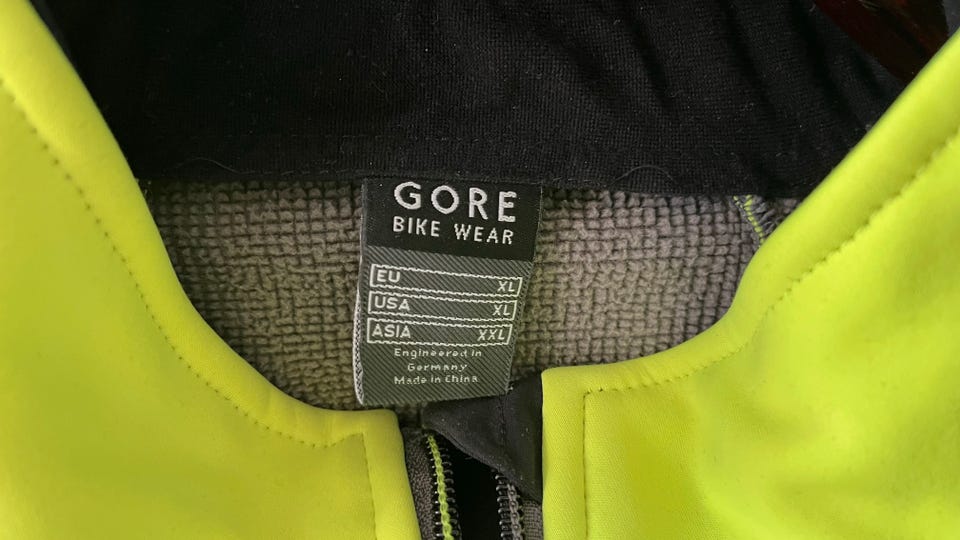 GORE
BIKE WEAR
EU XL
USA XL
ASIA XXL
Engineered in
Germany
Made in China